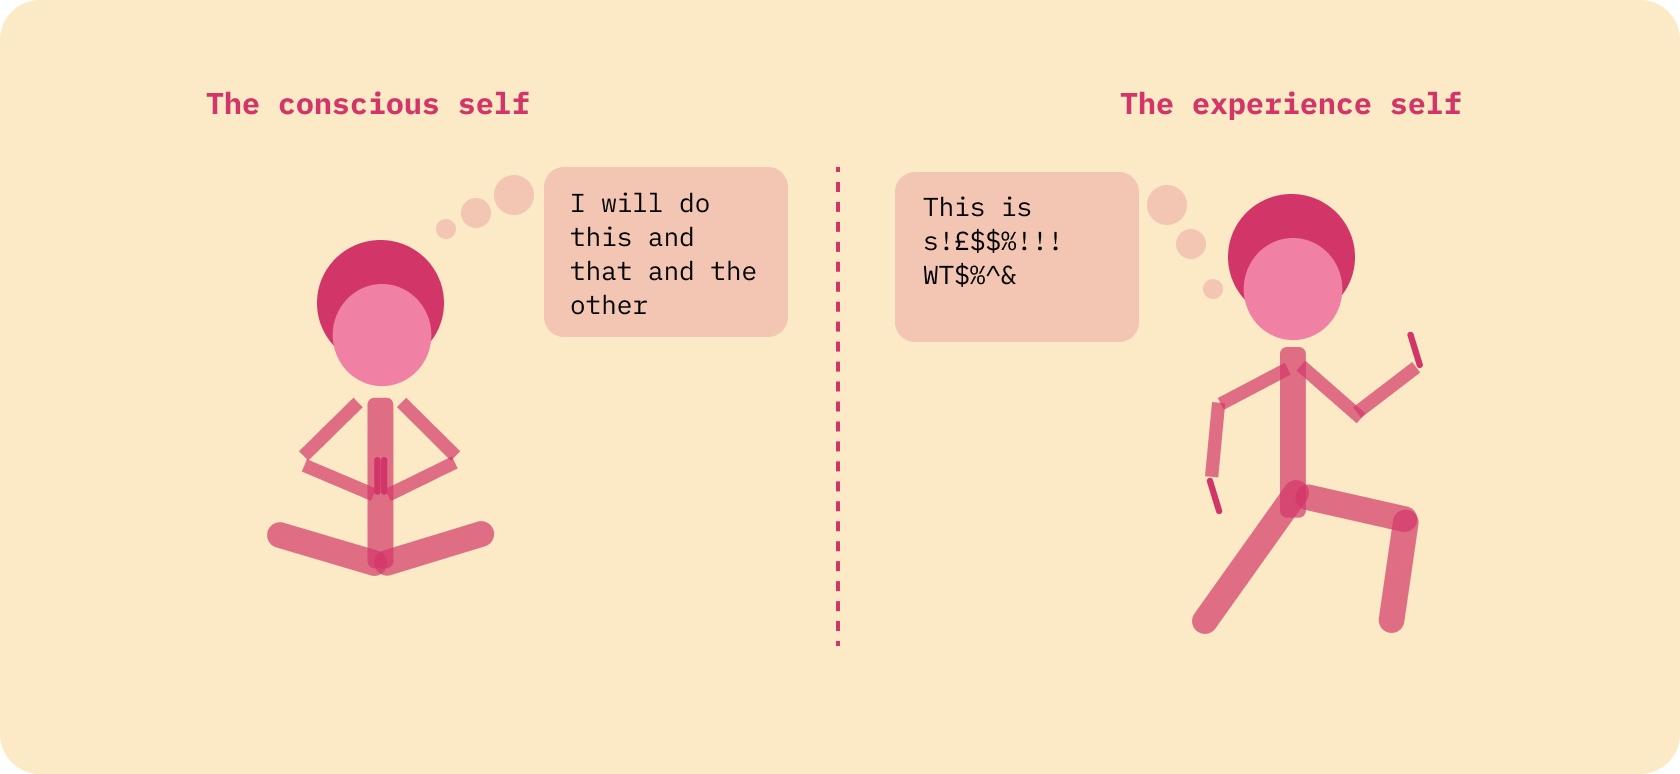 The conscious self
I will do
this and
that and the
other
The experience self
This is
s!£$$%!!!
WT$%^&